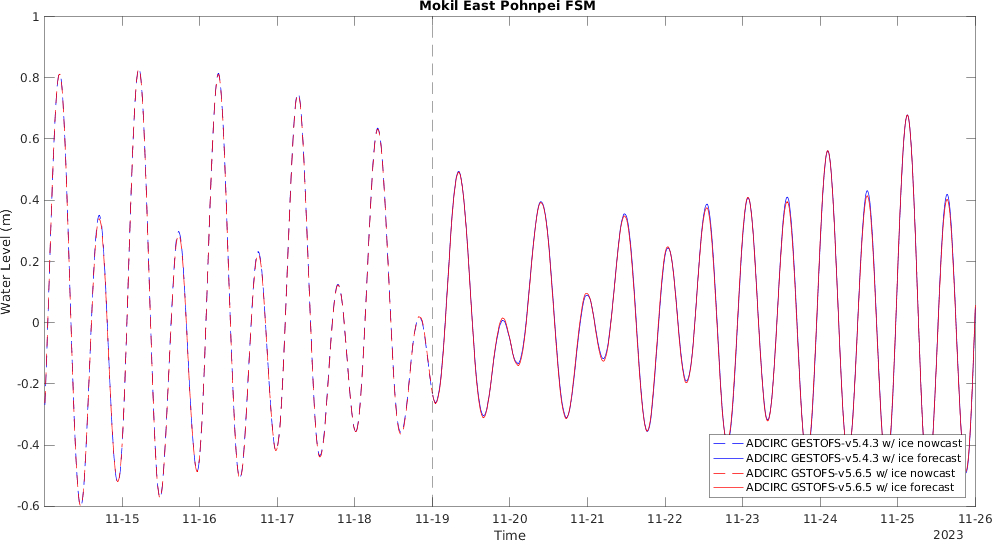 Mokil East Pohnpei FSM
Water Level (m)
1
0.8
0.6
0.4
0.2
0
-0.2
-0.4
-0.6
ADCIRC GESTOFS-v5.4.3 w/ ice nowcast
ADCIRC GESTOFS-v5.4.3 w/ ice forecast
ADCIRC GSTOFS-v5.6.5 w/ ice nowcast
ADCIRC GSTOFS-v5.6.5 w/ ice forecast
11-15 11-16 11-17 11-18 11-19 11-20 11-21 11-22 11-23 11-24 11-25 11-26
Time
2023